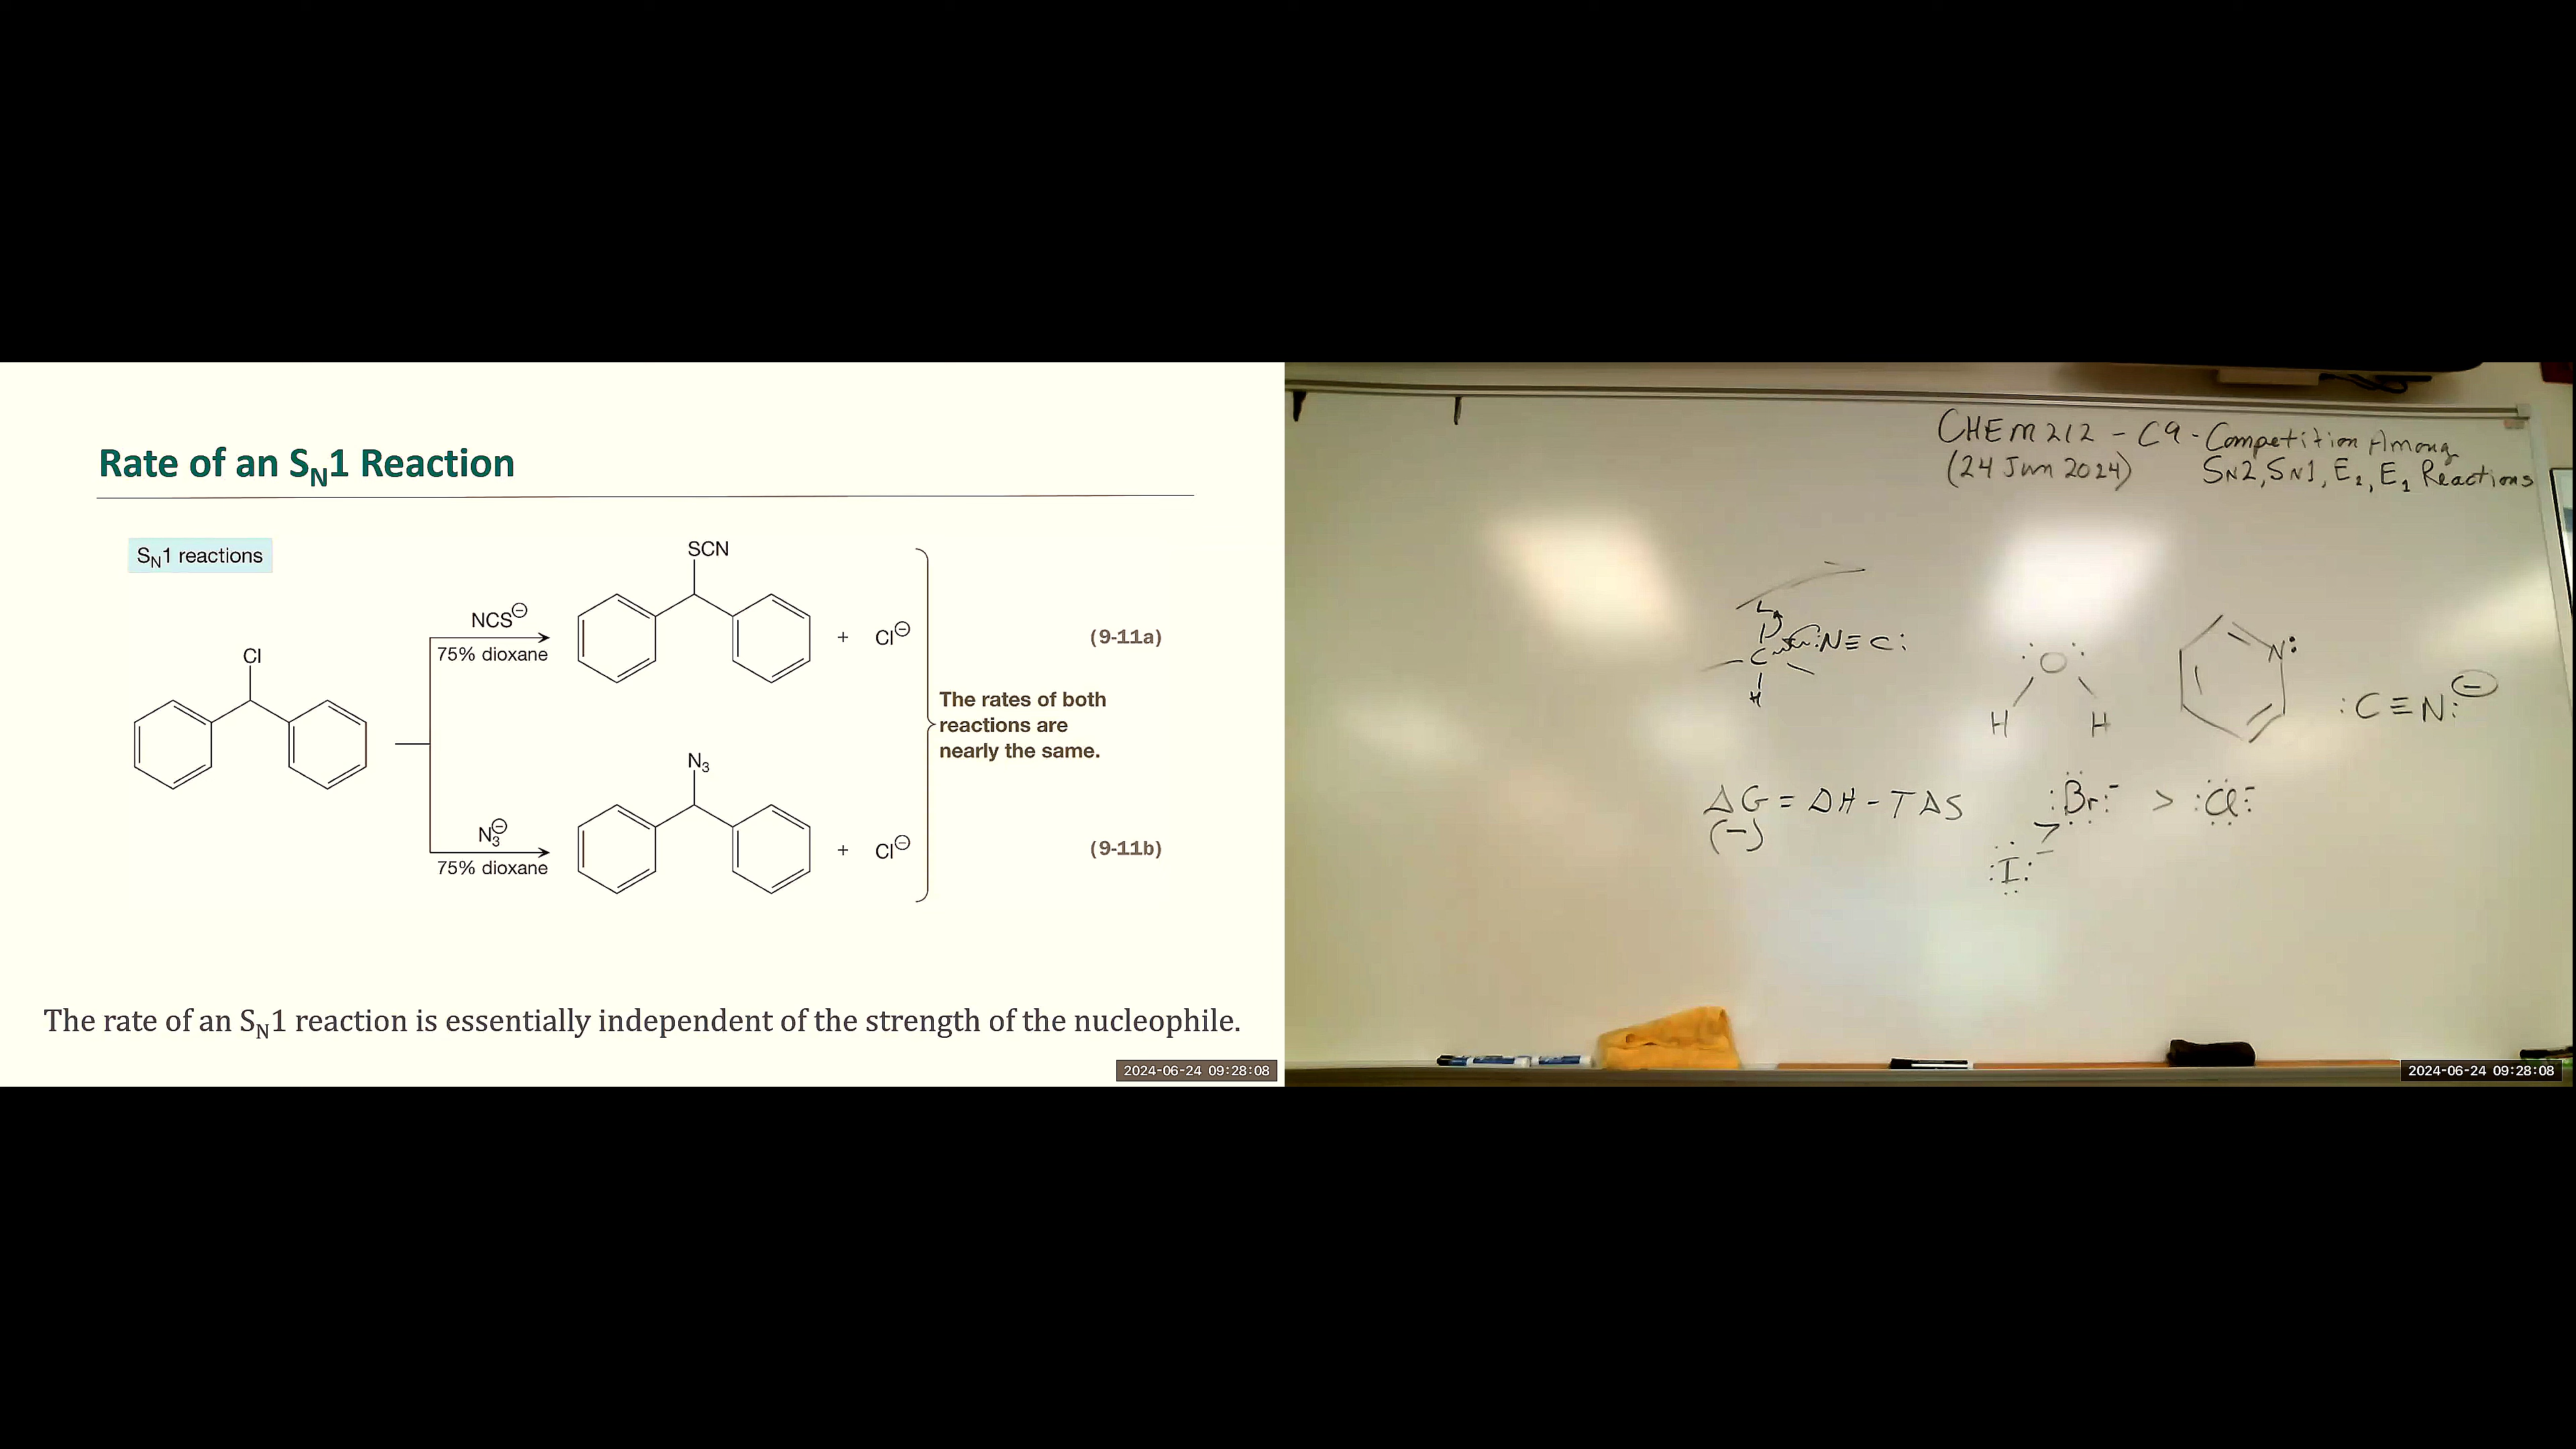 Rate of an SN1 Reaction
SN1 reactions
Cl
NCS⊖
75% dioxane
SCN
+ Cl⊖
(9-11a)
The rates of both
reactions are
nearly the same.
N3⊖
75% dioxane
N3
+ Cl⊖
(9-11b)
The rate of an SN1 reaction is essentially independent of the strength of the nucleophile.
2024-06-24 09:28:08
CHEM 212 - C9 - Competition Among
(24 Jun 2024) SN2, SN1, E2, E1 Reactions
L
C :N≡C:
H
O
H H
N:
:C≡N:⊖
ΔG = ΔH - TΔS
(-)
:Br:- > :Cl:-
>
:I:-
2024-06-24 09:28:08